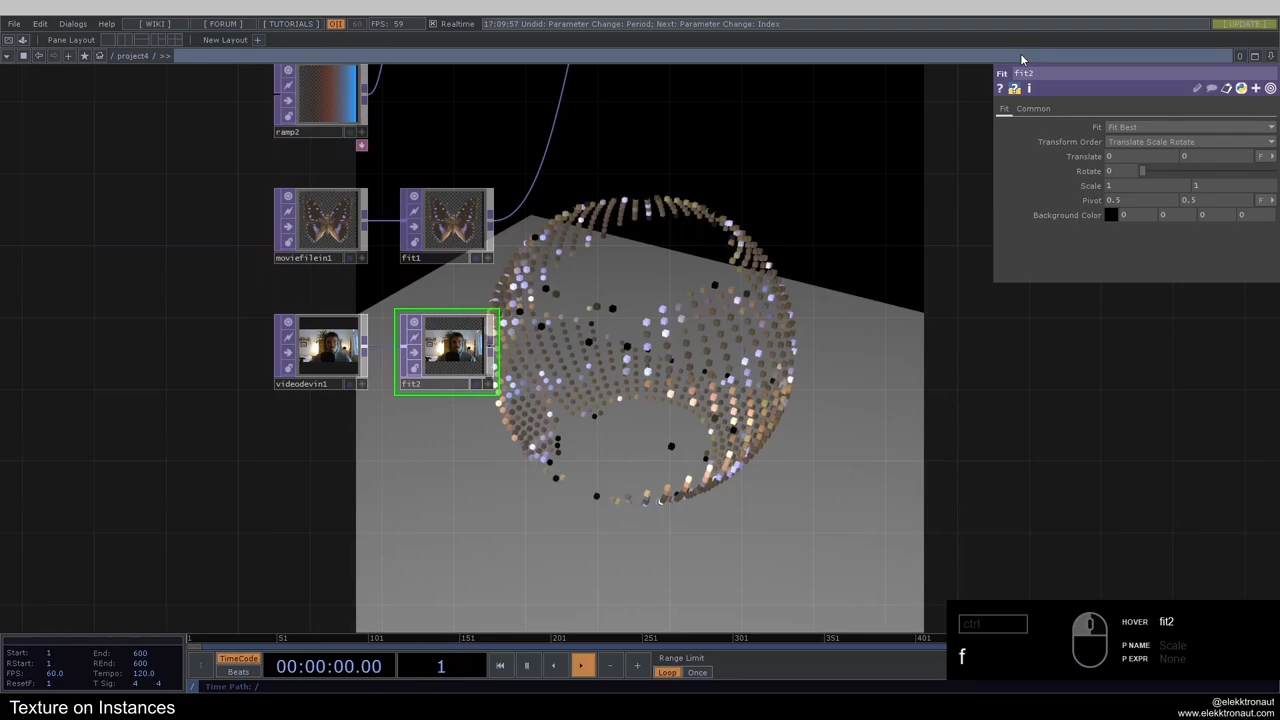 File Edit Dialogs Help [ WIKI ] [ FORUM ] [ TUTORIALS ] O|I 60 FPS: 59 Realtime 17:09:57 Undid: Parameter Change: Period; Next: Parameter Change: Index [ UPDATE ]
Pane Layout New Layout +
/ project4 / >> 0
Fit fit2
? ? i
Fit Common
Fit Fit Best
Transform Order Translate Scale Rotate
Translate 0 0 F
Rotate 0
Scale 1 1
Pivot 0.5 0.5 F
Background Color 0 0 0 0
ramp2
moviefilein1 fit1
videodevin1 fit2
ctrl
f
HOVER fit2
P NAME Scale
P EXPR None
1 51 101 151 201 251 301 351 401
Start: 1 End: 600
RStart: 1 REnd: 600
FPS: 60.0 Tempo: 120.0
ResetF: 1 T Sig: 4 4
TimeCode
Beats
00:00:00.00 1
Range Limit
Loop Once
/ Time Path: /
Texture on Instances
@elekktronaut
www.elekktronaut.com